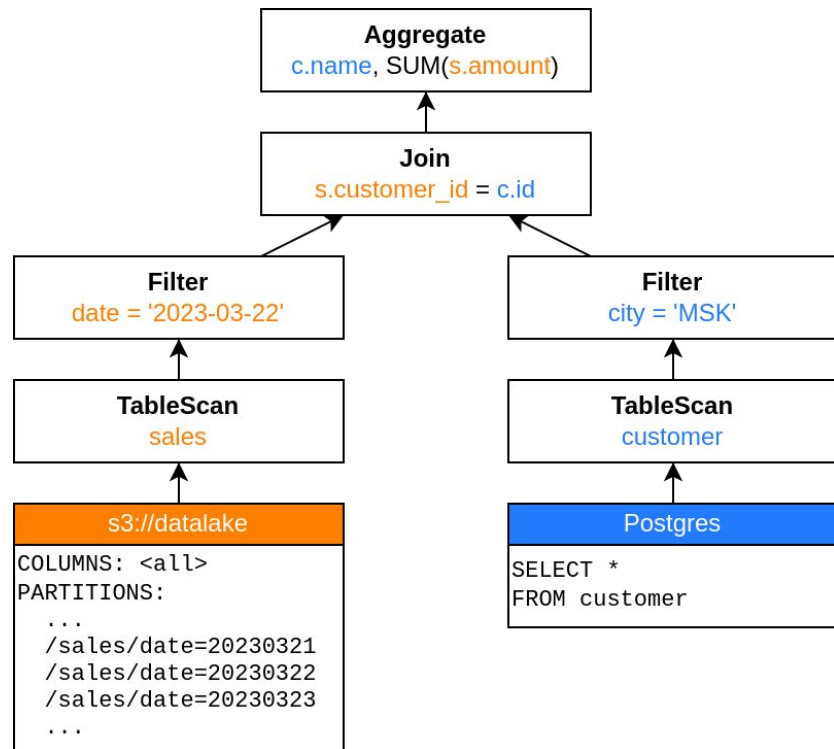 Aggregate
c.name, SUM(s.amount)
Join
s.customer_id = c.id
Filter
date = '2023-03-22'
Filter
city = 'MSK'
TableScan
sales
TableScan
customer
s3://datalake
COLUMNS: <all>
PARTITIONS:
...
/sales/date=20230321
/sales/date=20230322
/sales/date=20230323
...
Postgres
SELECT *
FROM customer